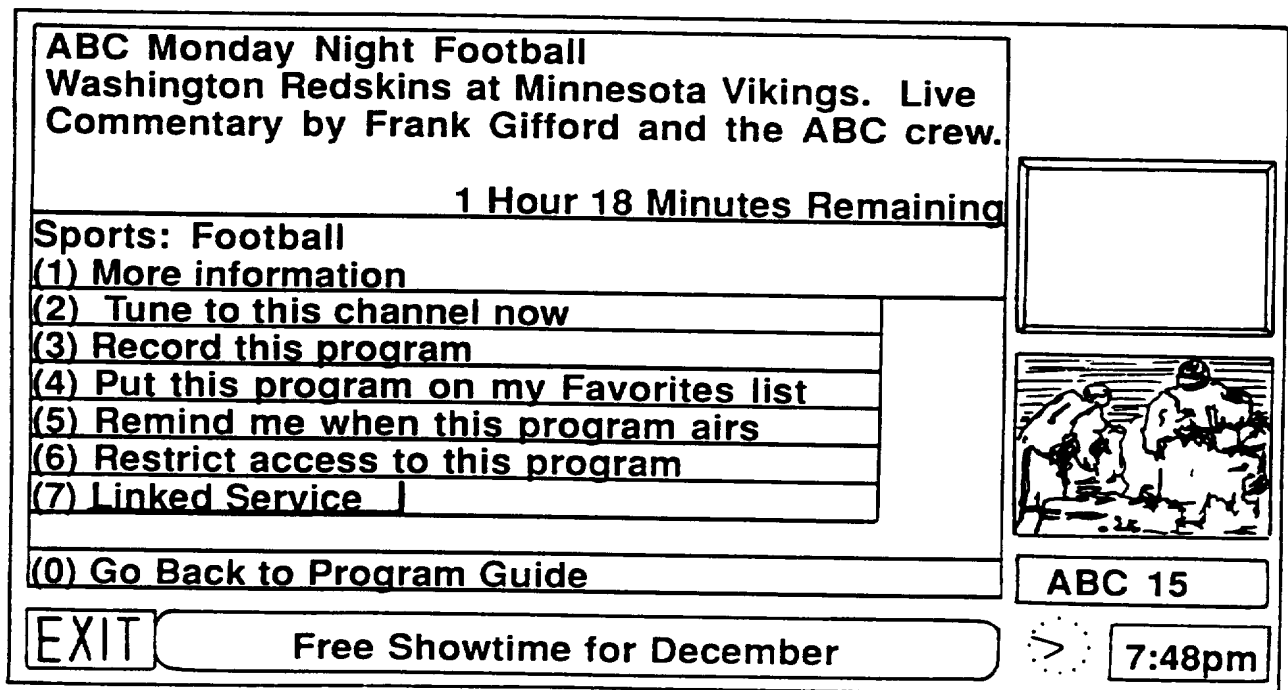 ABC Monday Night Football
Washington Redskins at Minnesota Vikings. Live
Commentary by Frank Gifford and the ABC crew.
1 Hour 18 Minutes Remaining
Sports: Football
(1) More information
(2) Tune to this channel now
(3) Record this program
(4) Put this program on my Favorites list
(5) Remind me when this program airs
(6) Restrict access to this program
(7) Linked Service
(0) Go Back to Program Guide
ABC 15
EXIT
Free Showtime for December
7:48pm